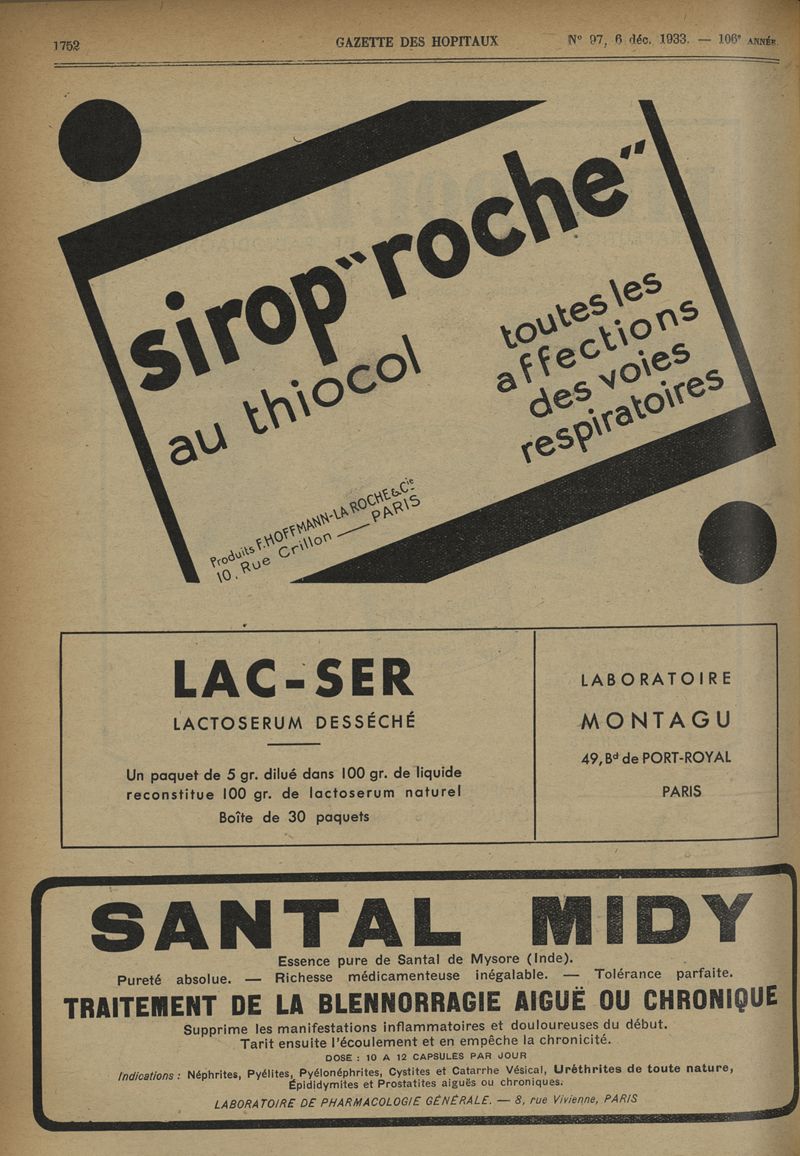 1752
GAZETTE DES HOPITAUX
N° 97, 6 déc. 1933. — 106e ANNÉE
sirop "roche"
au thiocol
toutes les
affections
des voies
respiratoires
Produits F. HOFFMANN-LA ROCHE & Cie
10. Rue Crillon — PARIS
LAC-SER
LACTOSERUM DESSÉCHÉ
Un paquet de 5 gr. dilué dans 100 gr. de liquide
reconstitue 100 gr. de lactoserum naturel
Boîte de 30 paquets
LABORATOIRE
MONTAGU
49, Bd de PORT-ROYAL
PARIS
SANTAL MIDY
Essence pure de Santal de Mysore (Inde).
Pureté absolue. — Richesse médicamenteuse inégalable. — Tolérance parfaite.
TRAITEMENT DE LA BLENNORRAGIE AIGUË OU CHRONIQUE
Supprime les manifestations inflammatoires et douloureuses du début.
Tarit ensuite l'écoulement et en empêche la chronicité.
DOSE : 10 A 12 CAPSULES PAR JOUR
Indications : Néphrites, Pyélites, Pyélonéphrites, Cystites et Catarrhe Vésical, Uréthrites de toute nature,
Épididymites et Prostatites aiguës ou chroniques.
LABORATOIRE DE PHARMACOLOGIE GÉNÉRALE. — 8, rue Vivienne, PARIS